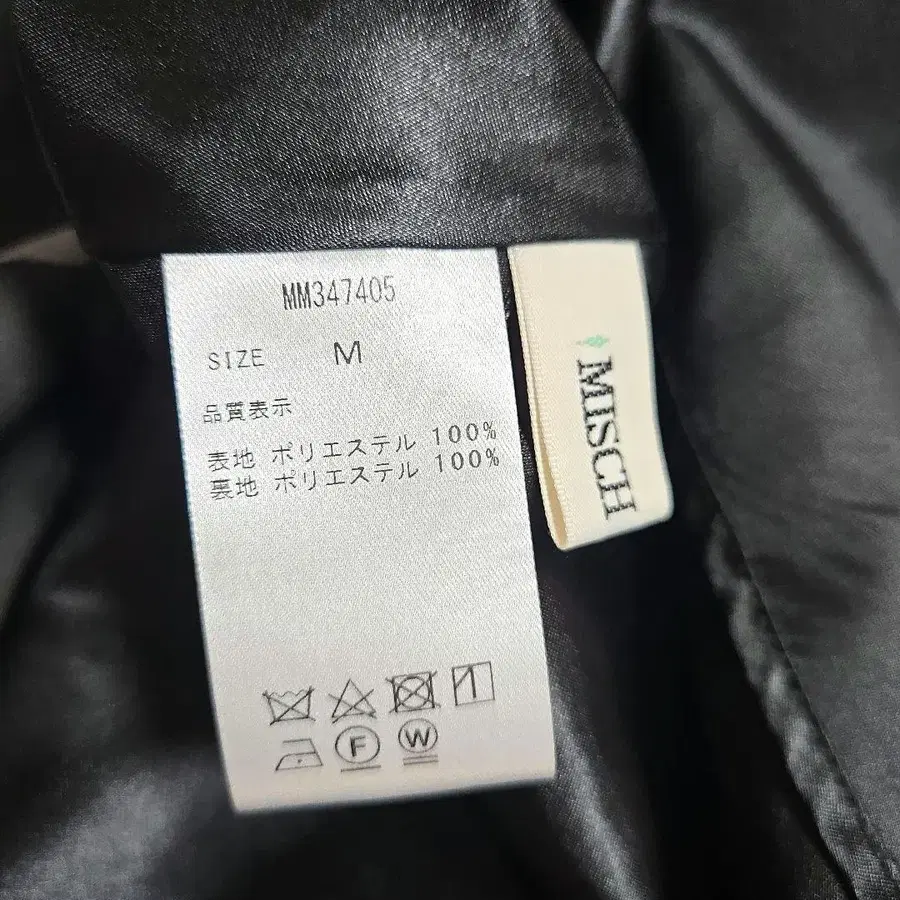 MM347405
SIZE M
品質表示
表地 ポリエステル 100%
裏地 ポリエステル 100%
F W
MISCH